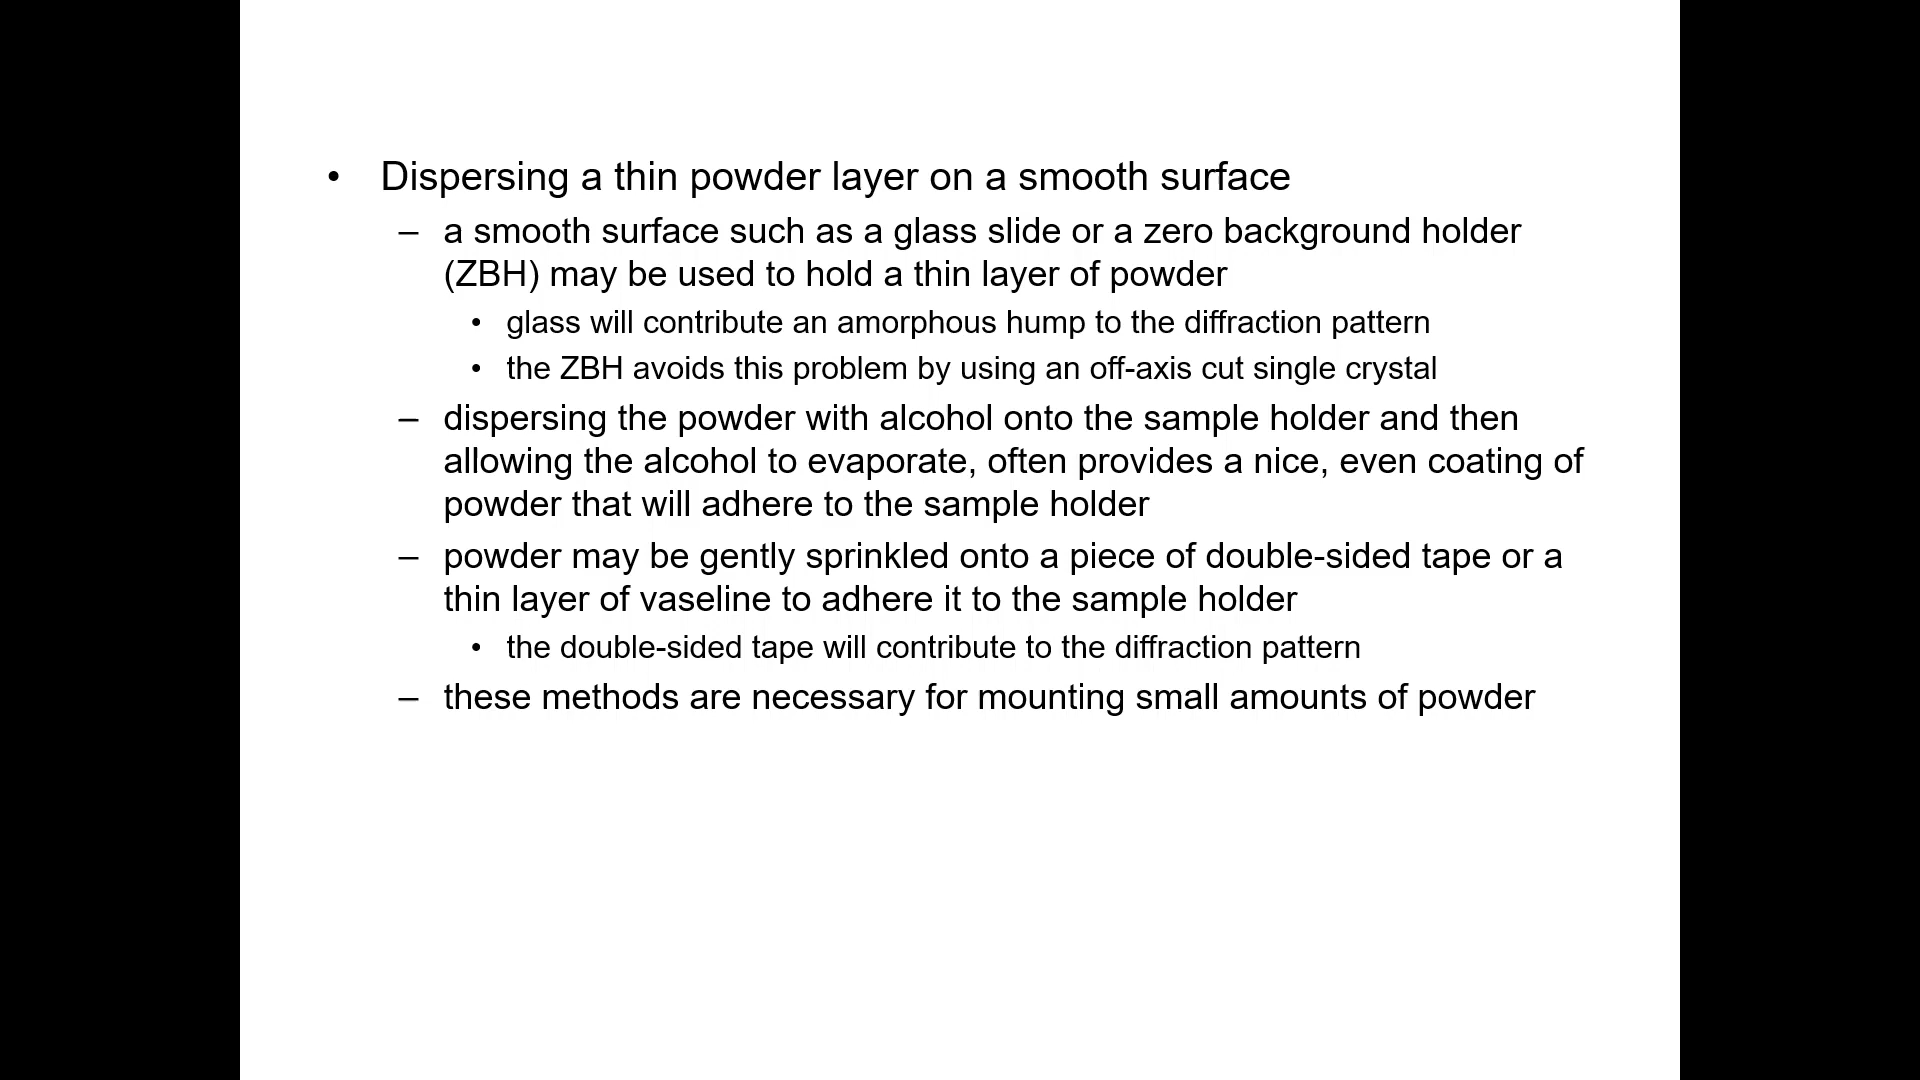 • Dispersing a thin powder layer on a smooth surface
– a smooth surface such as a glass slide or a zero background holder
(ZBH) may be used to hold a thin layer of powder
• glass will contribute an amorphous hump to the diffraction pattern
• the ZBH avoids this problem by using an off-axis cut single crystal
– dispersing the powder with alcohol onto the sample holder and then
allowing the alcohol to evaporate, often provides a nice, even coating of
powder that will adhere to the sample holder
– powder may be gently sprinkled onto a piece of double-sided tape or a
thin layer of vaseline to adhere it to the sample holder
• the double-sided tape will contribute to the diffraction pattern
– these methods are necessary for mounting small amounts of powder